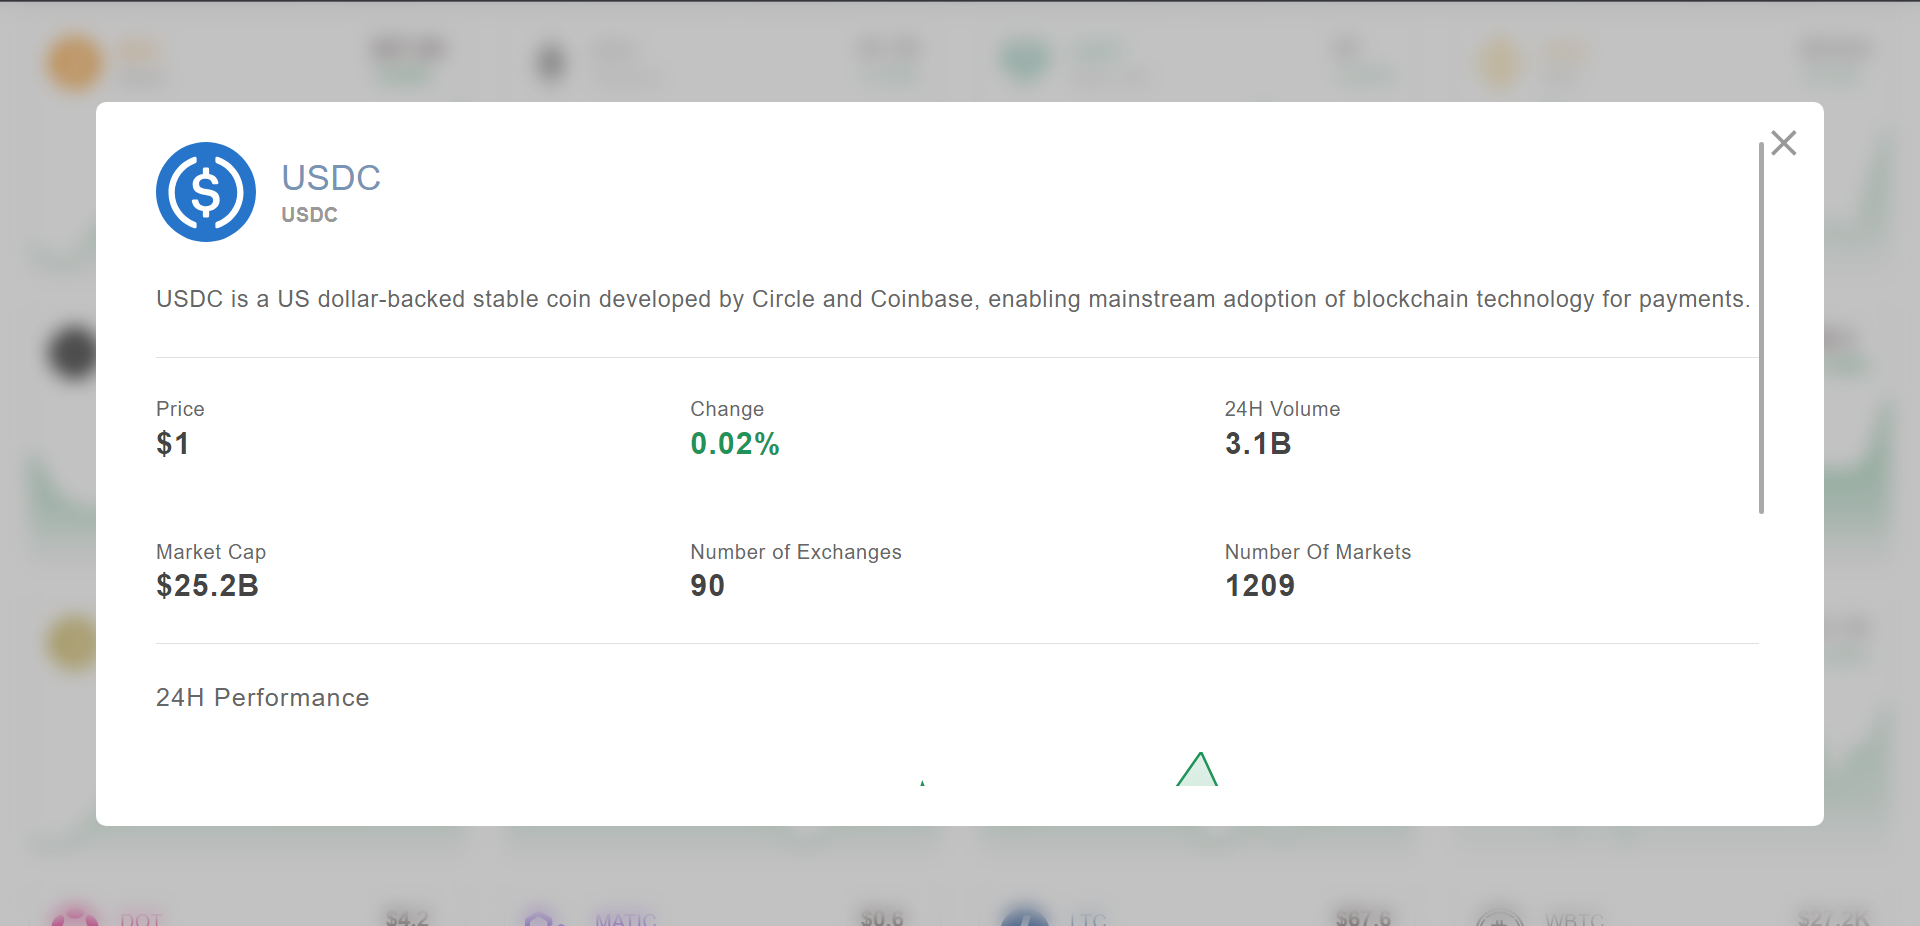 USDC
USDC
USDC is a US dollar-backed stable coin developed by Circle and Coinbase, enabling mainstream adoption of blockchain technology for payments.
Price
$1
Change
0.02%
24H Volume
3.1B
Market Cap
$25.2B
Number of Exchanges
90
Number Of Markets
1209
24H Performance
DOT $4.2 MATIC $0.6 LTC $67.6 WBTC $27.2K